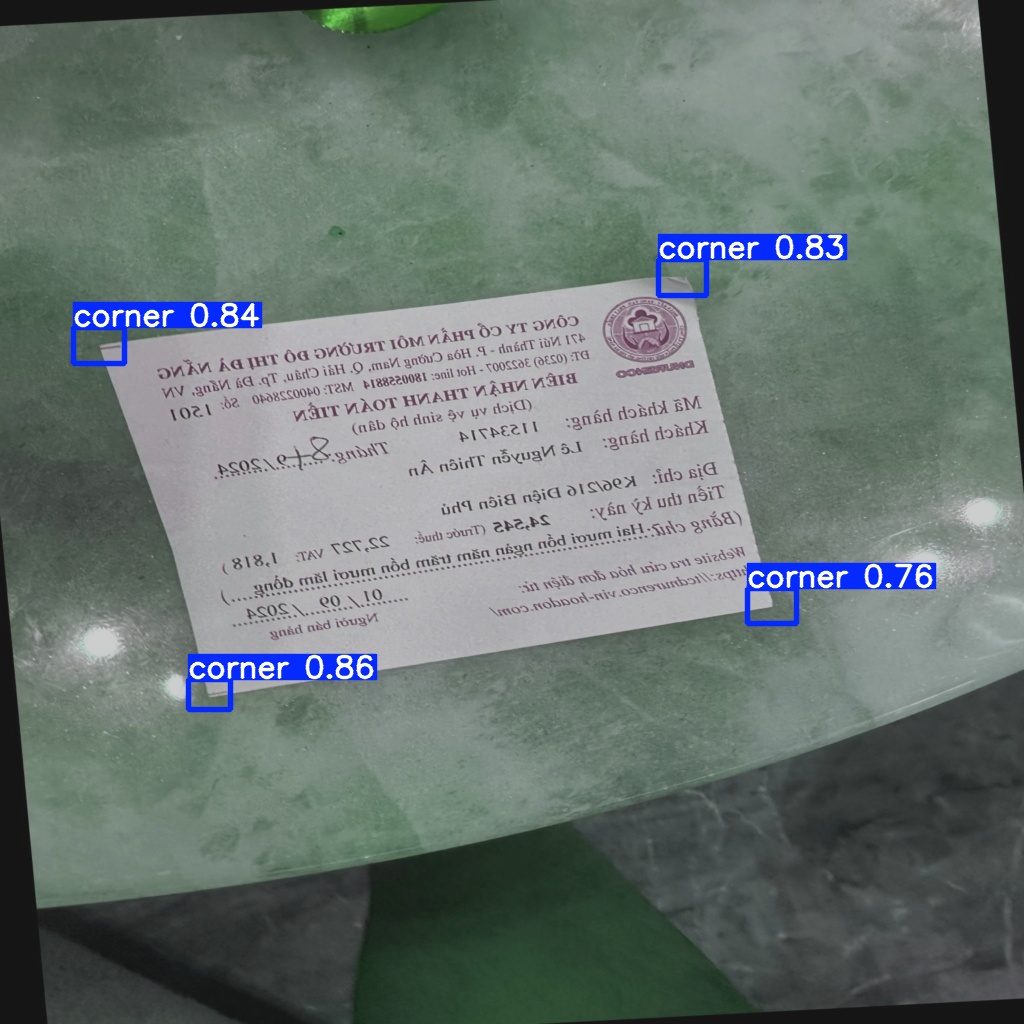 corner 0.83
corner 0.84
CÔNG TY CỔ PHẦN MÔI TRƯỜNG ĐÔ THỊ ĐÀ NẴNG
471 Núi Thành - P. Hòa Cường Nam, Q. Hải Châu, Tp. Đà Nẵng, VN
ĐT: (0236) 3622007 - Hot line: 18005814 MST: 0400228640 Số: 1501
DNURENCO
BIÊN NHẬN THANH TOÁN TIỀN
(Dịch vụ vệ sinh hộ dân)
Mã khách hàng: 11534714 Tháng 8+9/2024
Khách hàng: Lê Nguyễn Thiên Ân
Địa chỉ: K96/216 Điện Biên Phủ
Tiền thu kỳ này: 24,545 (Trước thuế: 22,727 VAT: 1,818 )
(Bằng chữ: Hai mươi bốn ngàn năm trăm bốn mươi lăm đồng )
Website tra cứu hóa đơn điện tử: 01 / 09 / 2024
https://tcdnurenco.vin-hoadon.com/ Người bán hàng
corner 0.76
corner 0.86